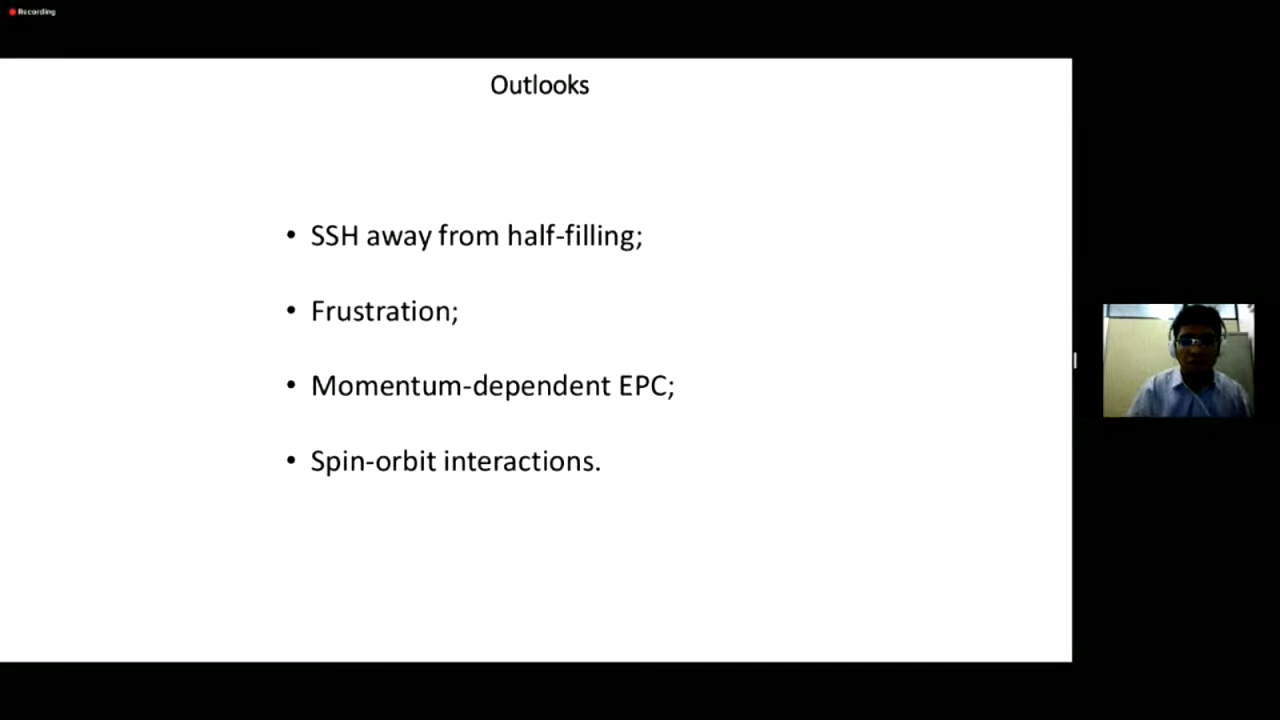 Recording
Outlooks
• SSH away from half-filling;
• Frustration;
• Momentum-dependent EPC;
• Spin-orbit interactions.